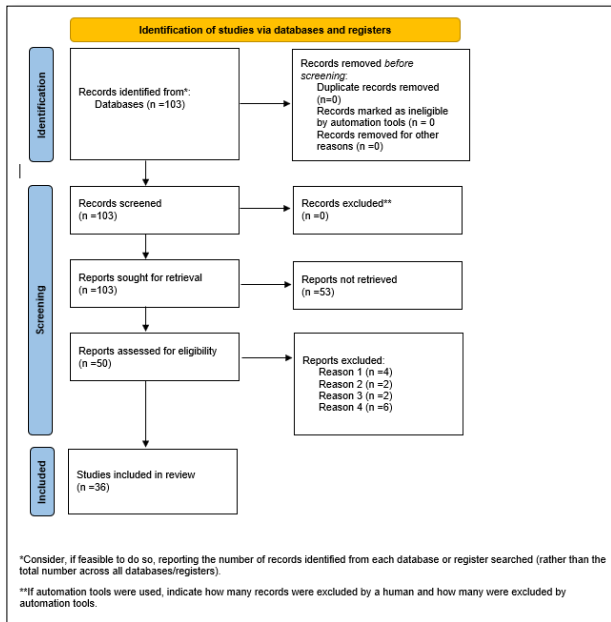 Identification of studies via databases and registers
Identification
Records identified from*:
Databases (n =103)
Records removed before
screening:
Duplicate records removed
(n=0)
Records marked as ineligible
by automation tools (n = 0
Records removed for other
reasons (n =0)
Screening
Records screened
(n =103)
Records excluded**
(n =0)
Reports sought for retrieval
(n =103)
Reports not retrieved
(n =53)
Reports assessed for eligibility
(n =50)
Reports excluded:
Reason 1 (n =4)
Reason 2 (n =2)
Reason 3 (n =2)
Reason 4 (n =6)
Included
Studies included in review
(n =36)
*Consider, if feasible to do so, reporting the number of records identified from each database or register searched (rather than the
total number across all databases/registers).
**If automation tools were used, indicate how many records were excluded by a human and how many were excluded by
automation tools.